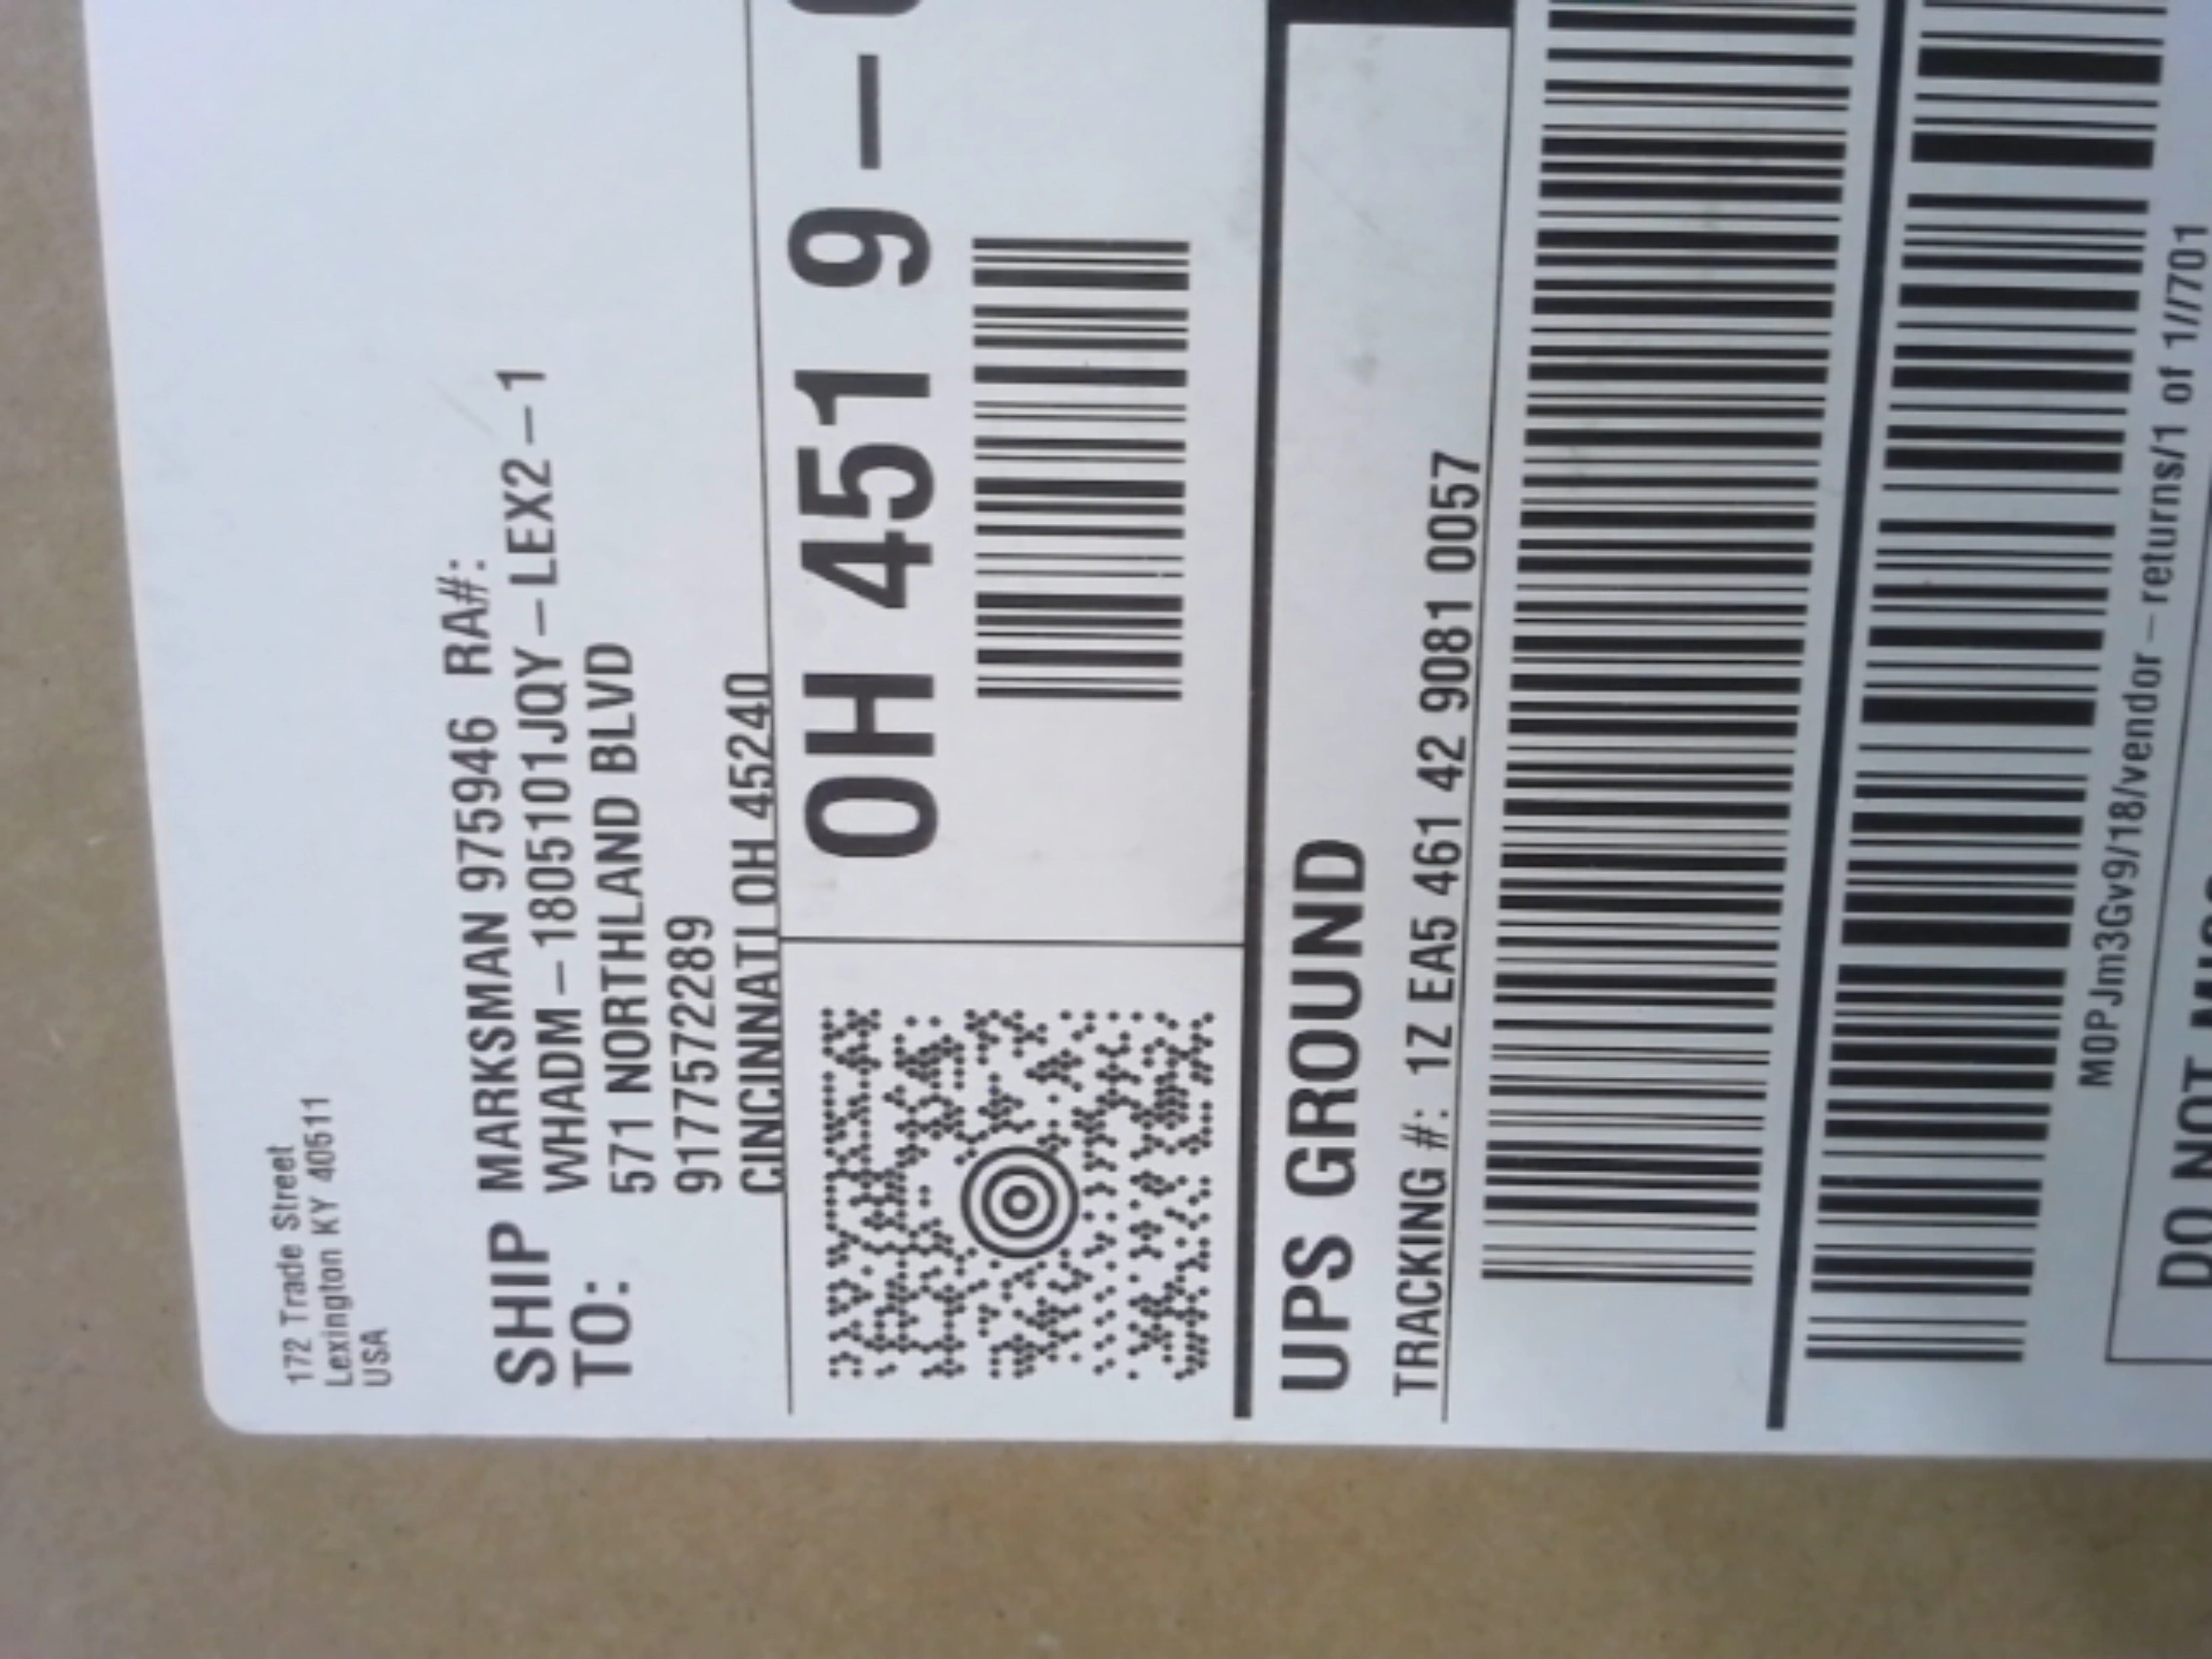 172 Trade Street
Lexington KY 40511
USA
SHIP TO:
MARKSMAN 975946 RA#:
WHADM-1805101JQY-LEX2-1
571 NORTHLAND BLVD
9177572289
CINCINNATI OH 45240
OH 451 9-
UPS GROUND
TRACKING #: 1Z EA5 461 42 9081 0057
M0PJm3Gv9/18/vendor-returns/1 of 1//701
DO NOT